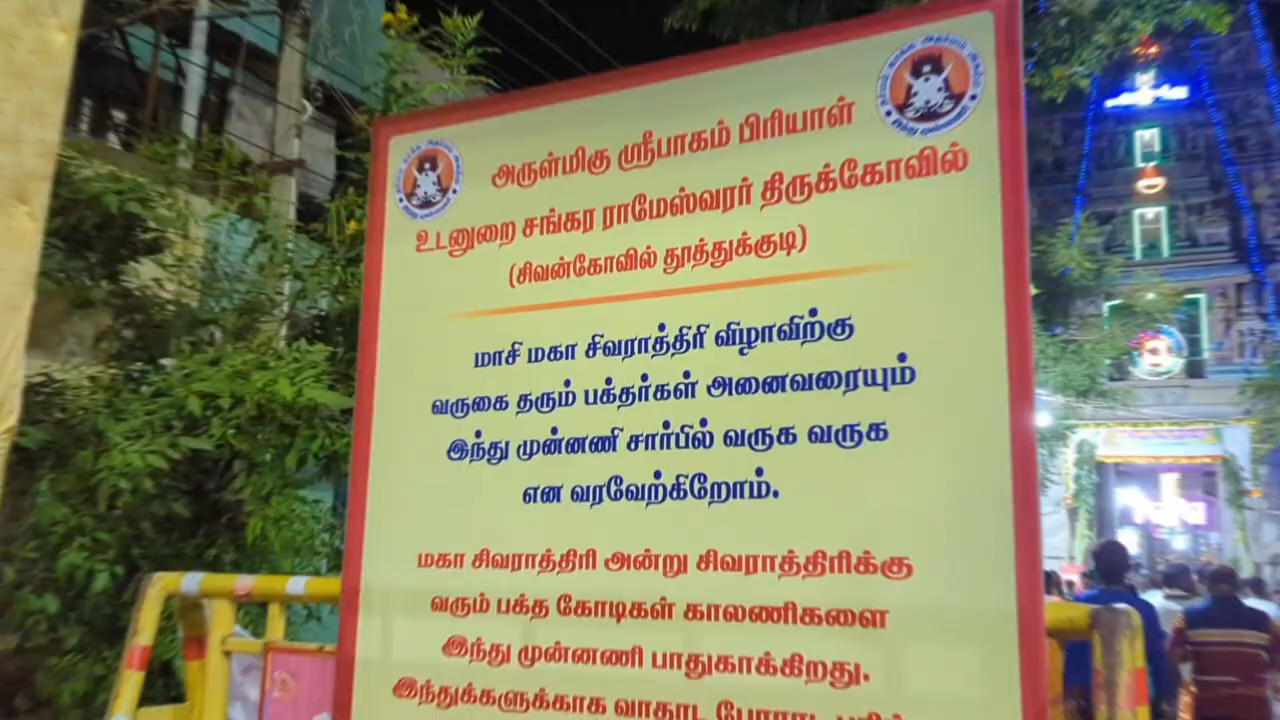 அருள்மிகு ஸ்ரீபாகம் பிரியாள்
உடனுறை சங்கர ராமேஸ்வரர் திருக்கோவில்
(சிவன்கோவில் தூத்துக்குடி)
மாசி மகா சிவராத்திரி விழாவிற்கு
வருகை தரும் பக்தர்கள் அனைவரையும்
இந்து முன்னணி சார்பில் வருக வருக
என வரவேற்கிறோம்.
மகா சிவராத்திரி அன்று சிவராத்திரிக்கு
வரும் பக்த கோடிகள் காலணிகளை
இந்து முன்னணி பாதுகாக்கிறது.
இந்துக்களுக்காக வாதாட போராட